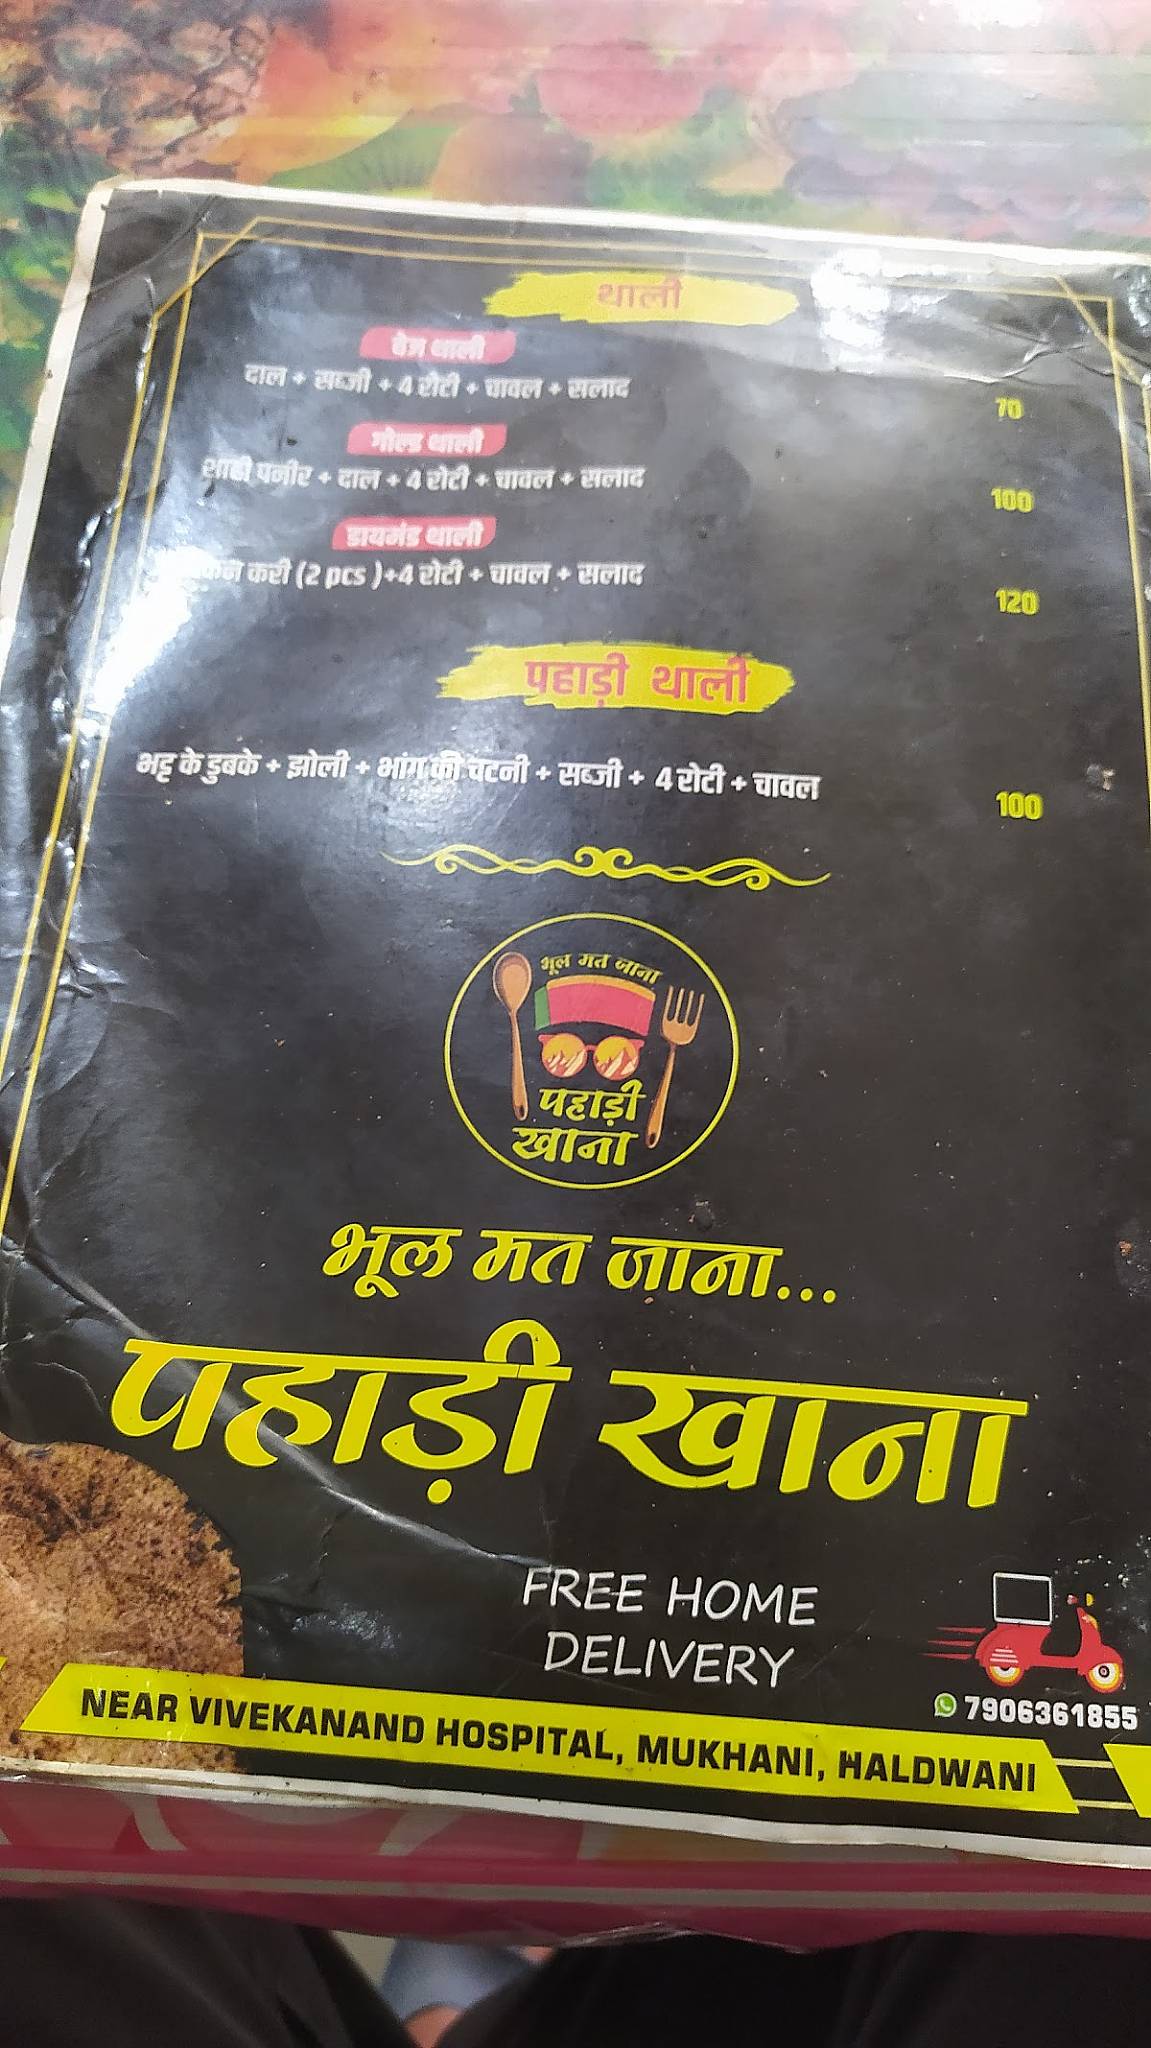 थाली
वेज थाली
दाल + सब्जी + 4 रोटी + चावल + सलाद
70
गोल्ड थाली
शाही पनीर + दाल + 4 रोटी + चावल + सलाद
100
डायमंड थाली
करी (2 pcs )+4 रोटी + चावल + सलाद
120
पहाड़ी थाली
भट्ट के डुबके + झोली + भांग की चटनी + सब्जी + 4 रोटी + चावल
100
भूल मत जाना
पहाड़ी
खाना
भूल मत जाना...
पहाड़ी खाना
FREE HOME
DELIVERY
7906361855
NEAR VIVEKANAND HOSPITAL, MUKHANI, HALDWANI